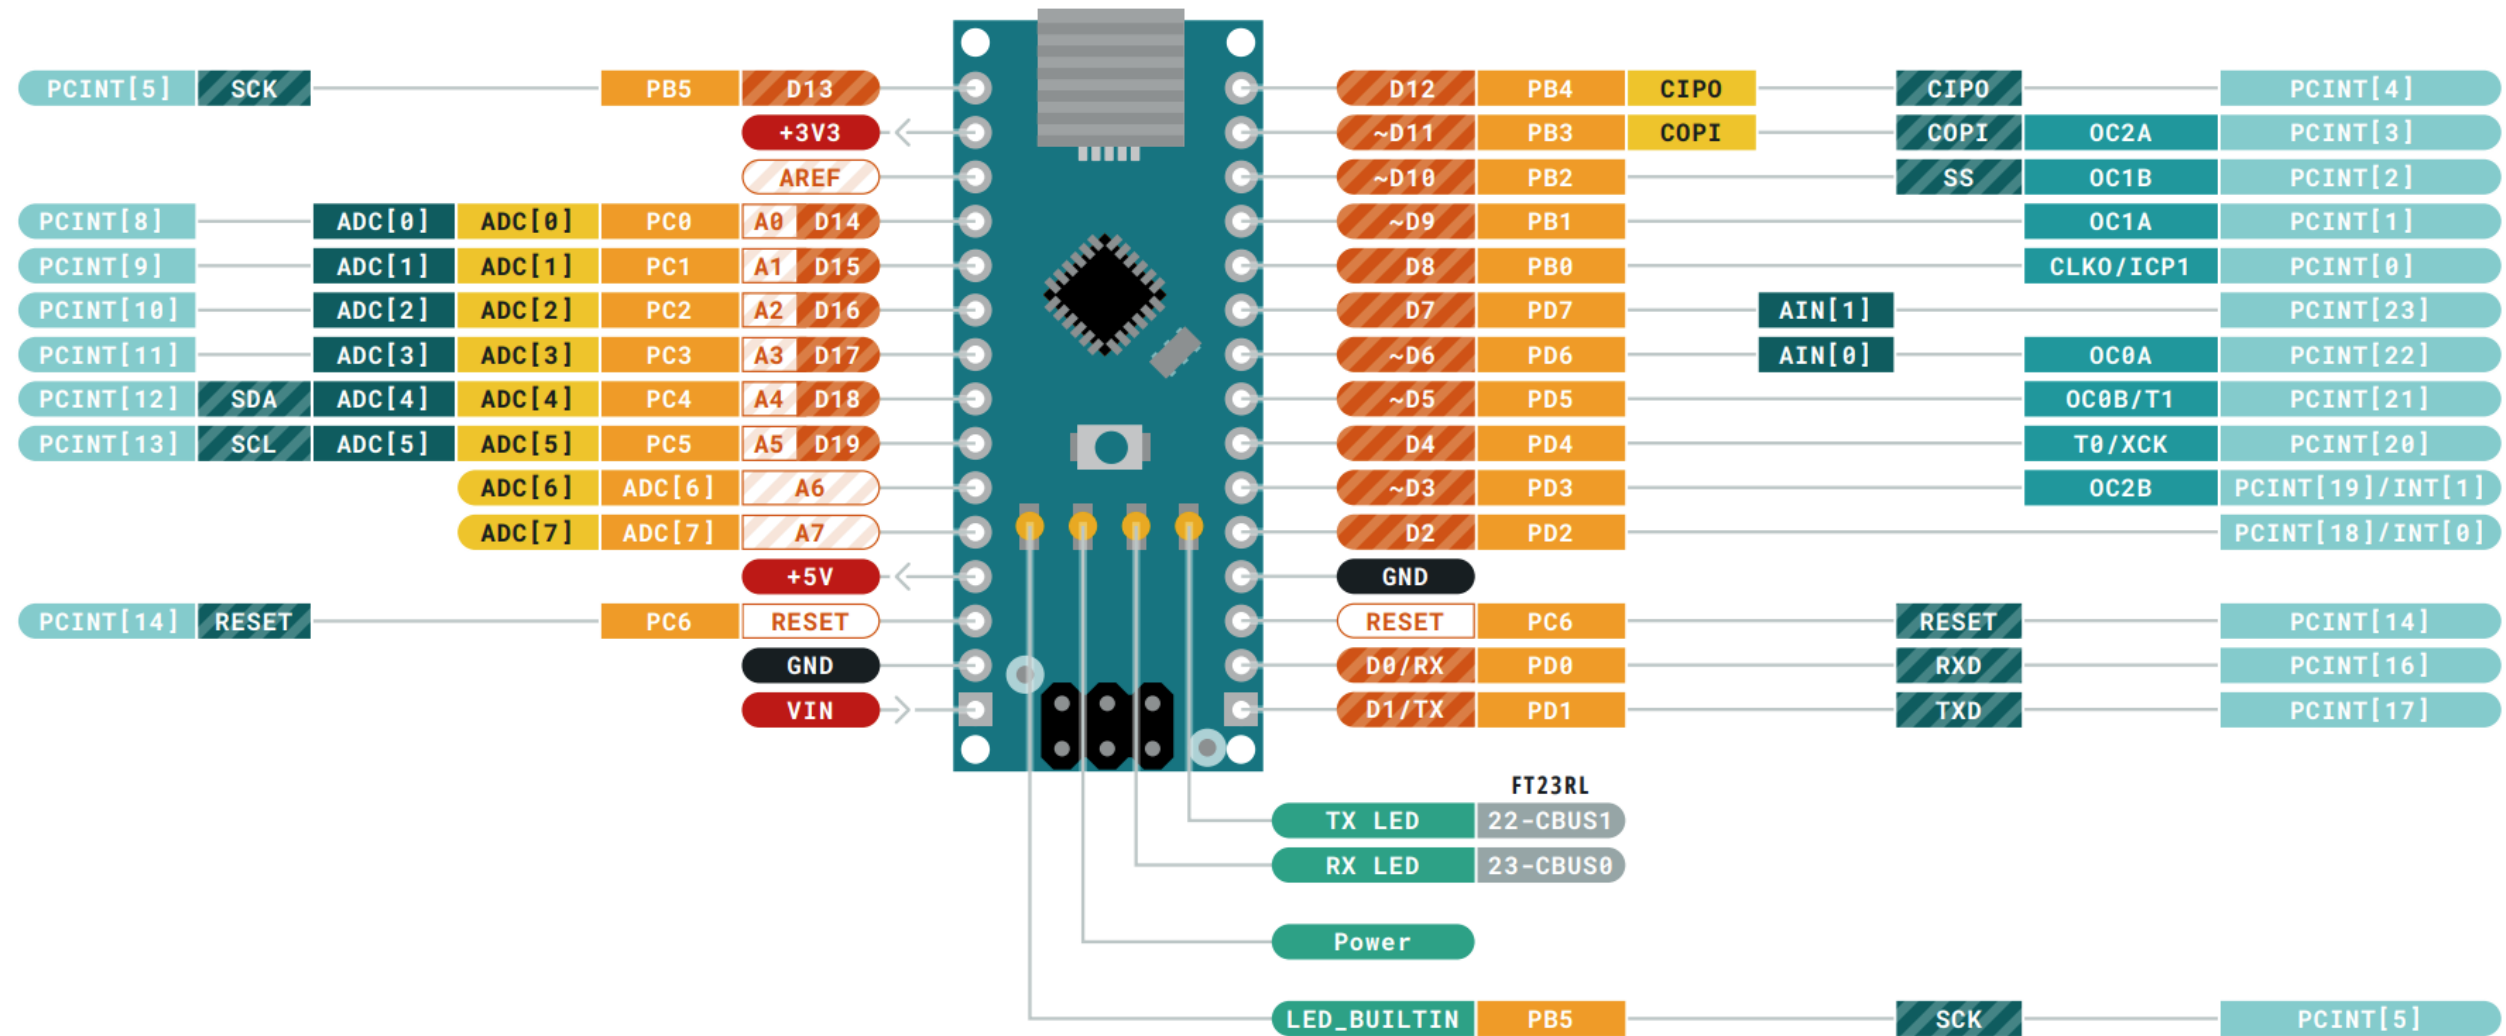 PCINT[5] SCK PB5 D13 D12 PB4 CIPO CIPO PCINT[4]
+3V3 ~D11 PB3 COPI COPI OC2A PCINT[3]
AREF ~D10 PB2 SS OC1B PCINT[2]
PCINT[8] ADC[0] ADC[0] PC0 A0 D14 ~D9 PB1 OC1A PCINT[1]
PCINT[9] ADC[1] ADC[1] PC1 A1 D15 D8 PB0 CLKO/ICP1 PCINT[0]
PCINT[10] ADC[2] ADC[2] PC2 A2 D16 D7 PD7 AIN[1] PCINT[23]
PCINT[11] ADC[3] ADC[3] PC3 A3 D17 ~D6 PD6 AIN[0] OC0A PCINT[22]
PCINT[12] SDA ADC[4] ADC[4] PC4 A4 D18 ~D5 PD5 OC0B/T1 PCINT[21]
PCINT[13] SCL ADC[5] ADC[5] PC5 A5 D19 D4 PD4 T0/XCK PCINT[20]
ADC[6] ADC[6] A6 ~D3 PD3 OC2B PCINT[19]/INT[1]
ADC[7] ADC[7] A7 D2 PD2 PCINT[18]/INT[0]
+5V GND
PCINT[14] RESET PC6 RESET RESET PC6 RESET PCINT[14]
GND D0/RX PD0 RXD PCINT[16]
VIN D1/TX PD1 TXD PCINT[17]
FT23RL
TX LED 22-CBUS1
RX LED 23-CBUS0
Power
LED_BUILTIN PB5 SCK PCINT[5]